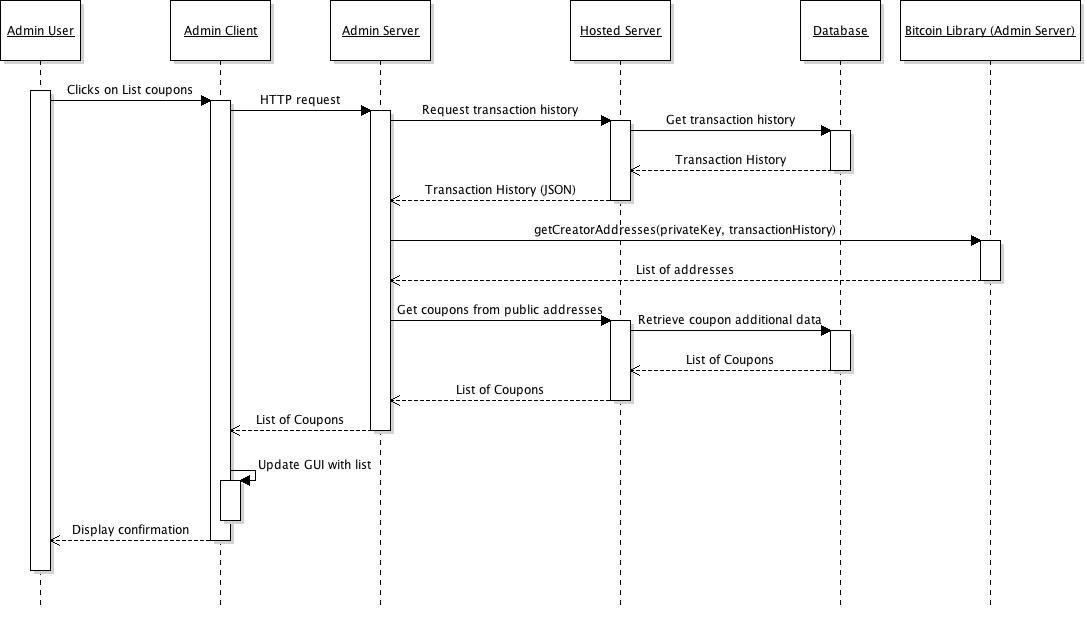 Admin User
Admin Client
Admin Server
Hosted Server
Database
Bitcoin Library (Admin Server)
Clicks on List coupons
HTTP request
Request transaction history
Get transaction history
Transaction History
Transaction History (JSON)
getCreatorAddresses(privateKey, transactionHistory)
List of addresses
Get coupons from public addresses
Retrieve coupon additional data
List of Coupons
List of Coupons
List of Coupons
Update GUI with list
Display confirmation